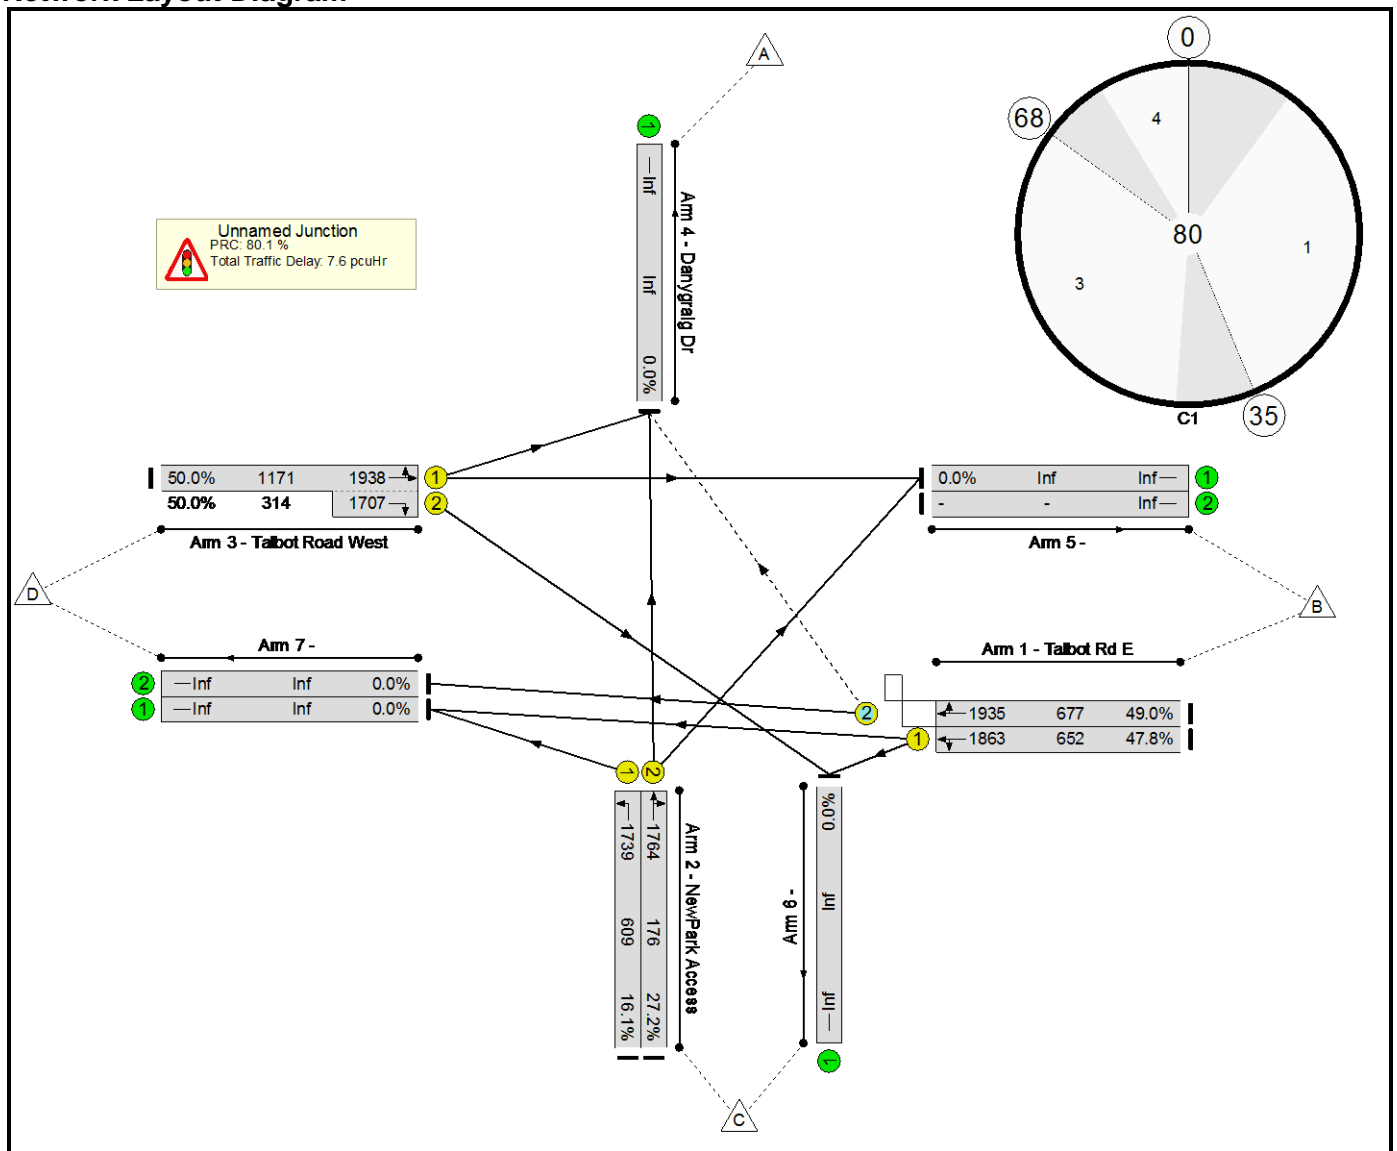 Network Layout Diagram
A
0
68
4
80
1
3
35
C1
Unnamed Junction
PRC: 80.1 %
Total Traffic Delay: 7.6 pcuHr
1
Inf
Inf
0.0%
Arm 4 - Danygraig Dr
50.0% 1171 1938 1
50.0% 314 1707 2
Arm 3 - Talbot Road West
0.0% Inf Inf 1
- - Inf 2
Arm 5 -
D
B
Arm 7 -
2 Inf Inf 0.0%
1 Inf Inf 0.0%
Arm 1 - Talbot Rd E
2 1935 677 49.0%
1 1863 652 47.8%
1 1739 609 16.1%
2 1764 176 27.2%
Arm 2 - NewPark Access
Arm 6 -
0.0% Inf Inf
1
C